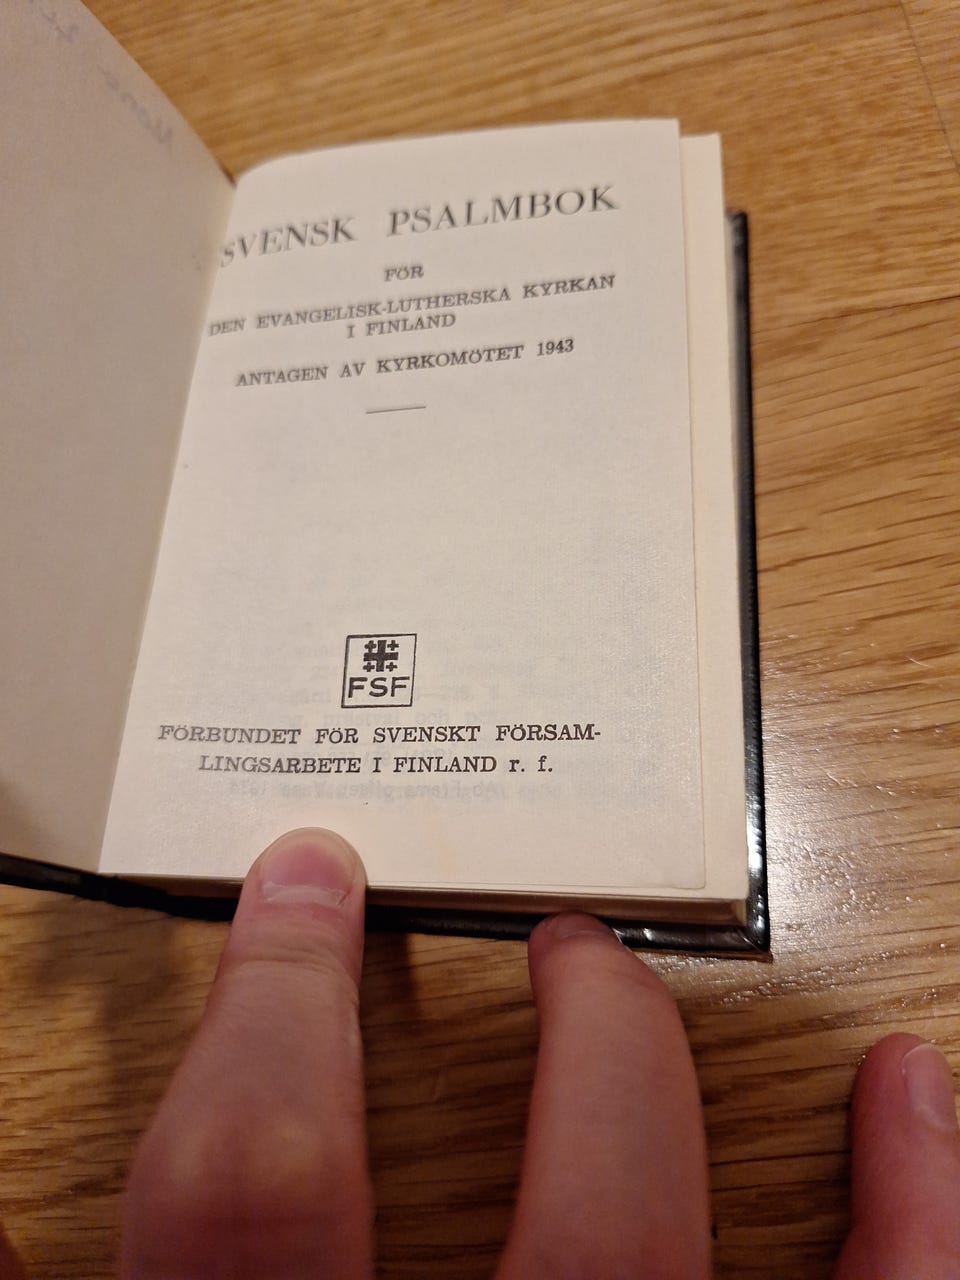 SVENSK PSALMBOK
FÖR
DEN EVANGELISK-LUTHERSKA KYRKAN
I FINLAND
ANTAGEN AV KYRKOMÖTET 1943
FSF
FÖRBUNDET FÖR SVENSKT FÖRSAM-
LINGSARBETE I FINLAND r. f.